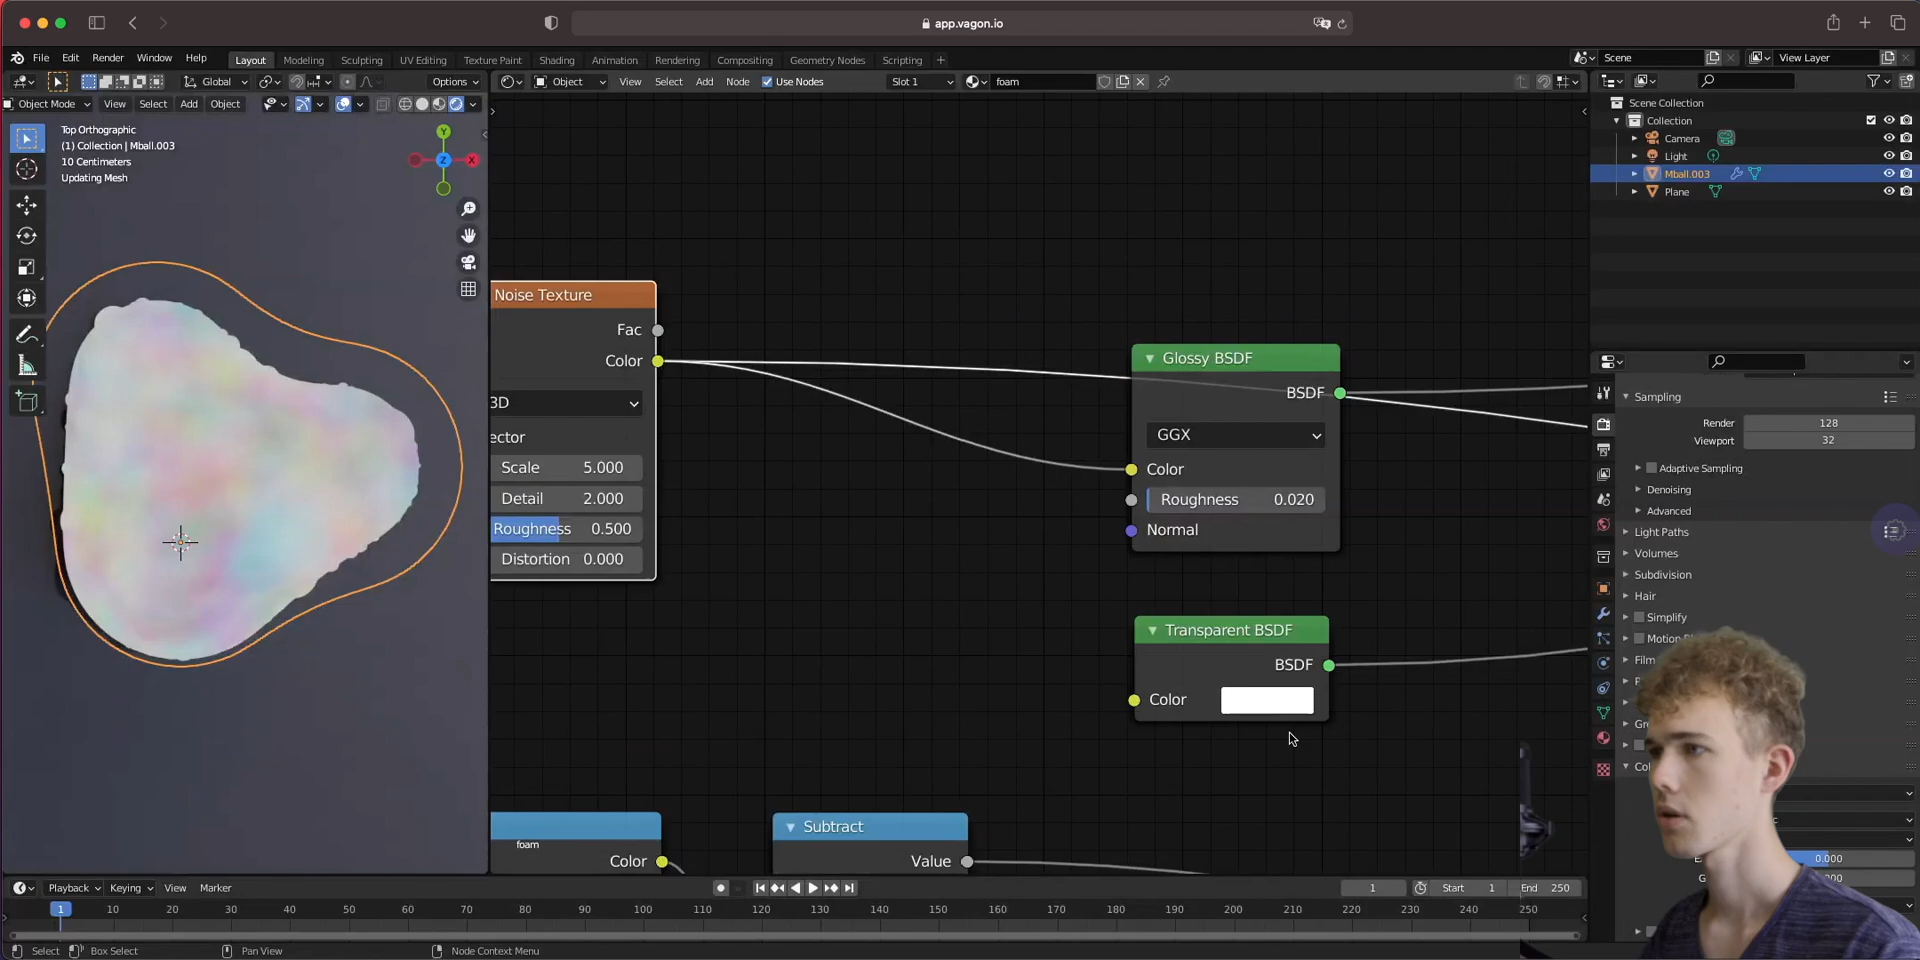 app.vagon.io
File Edit Render Window Help Layout Modeling Sculpting UV Editing Texture Paint Shading Animation Rendering Compositing Geometry Nodes Scripting + Scene View Layer
Global Options Object View Select Add Node Use Nodes Slot 1 foam
Object Mode View Select Add Object
Top Orthographic
(1) Collection | Mball.003
10 Centimeters
Updating Mesh
Y
Z
X
Noise Texture
Fac
Color
3D
ector
Scale 5.000
Detail 2.000
Roughness 0.500
Distortion 0.000
Glossy BSDF
BSDF
GGX
Color
Roughness 0.020
Normal
Transparent BSDF
BSDF
Color
foam
Color
Subtract
Value
Scene Collection
Collection
Camera
Light
Mball.003
Plane
Sampling
Render 128
Viewport 32
Adaptive Sampling
Denoising
Advanced
Light Paths
Volumes
Subdivision
Hair
Simplify
Motion
Film
0.000
Playback Keying View Marker 1 Start 1 End 250
1 10 20 30 40 50 60 70 80 90 100 110 120 130 140 150 160 170 180 190 200 210 220 230 240 250
Select Box Select Pan View Node Context Menu